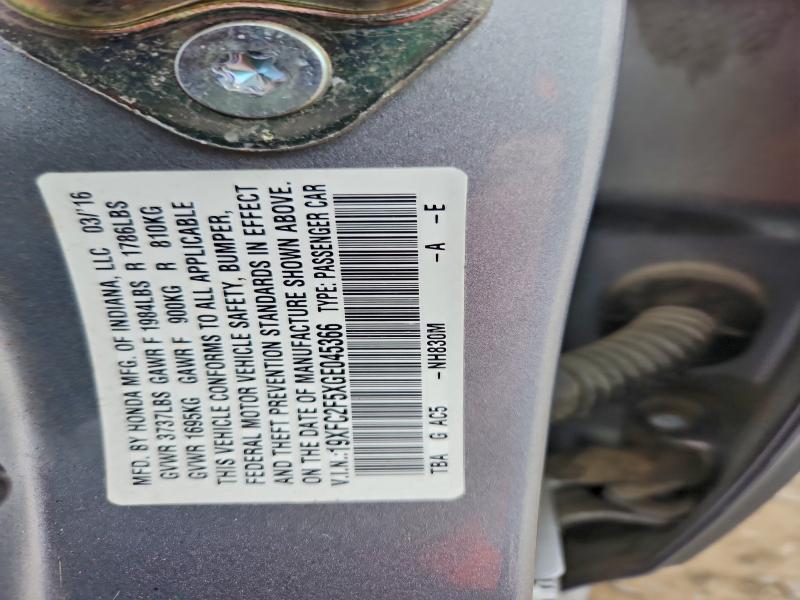 MFD. BY HONDA MFG. OF INDIANA, LLC 03/'16
GVWR 3737LBS GAWR F 1984LBS R 1786LBS
GVWR 1695KG GAWR F 900KG R 810KG
THIS VEHICLE CONFORMS TO ALL APPLICABLE
FEDERAL MOTOR VEHICLE SAFETY, BUMPER,
AND THEFT PREVENTION STANDARDS IN EFFECT
ON THE DATE OF MANUFACTURE SHOWN ABOVE.
V.I.N.: 19XFC2F5XGE045366 TYPE: PASSENGER CAR
TBA G AC5 -NH830M -A -E